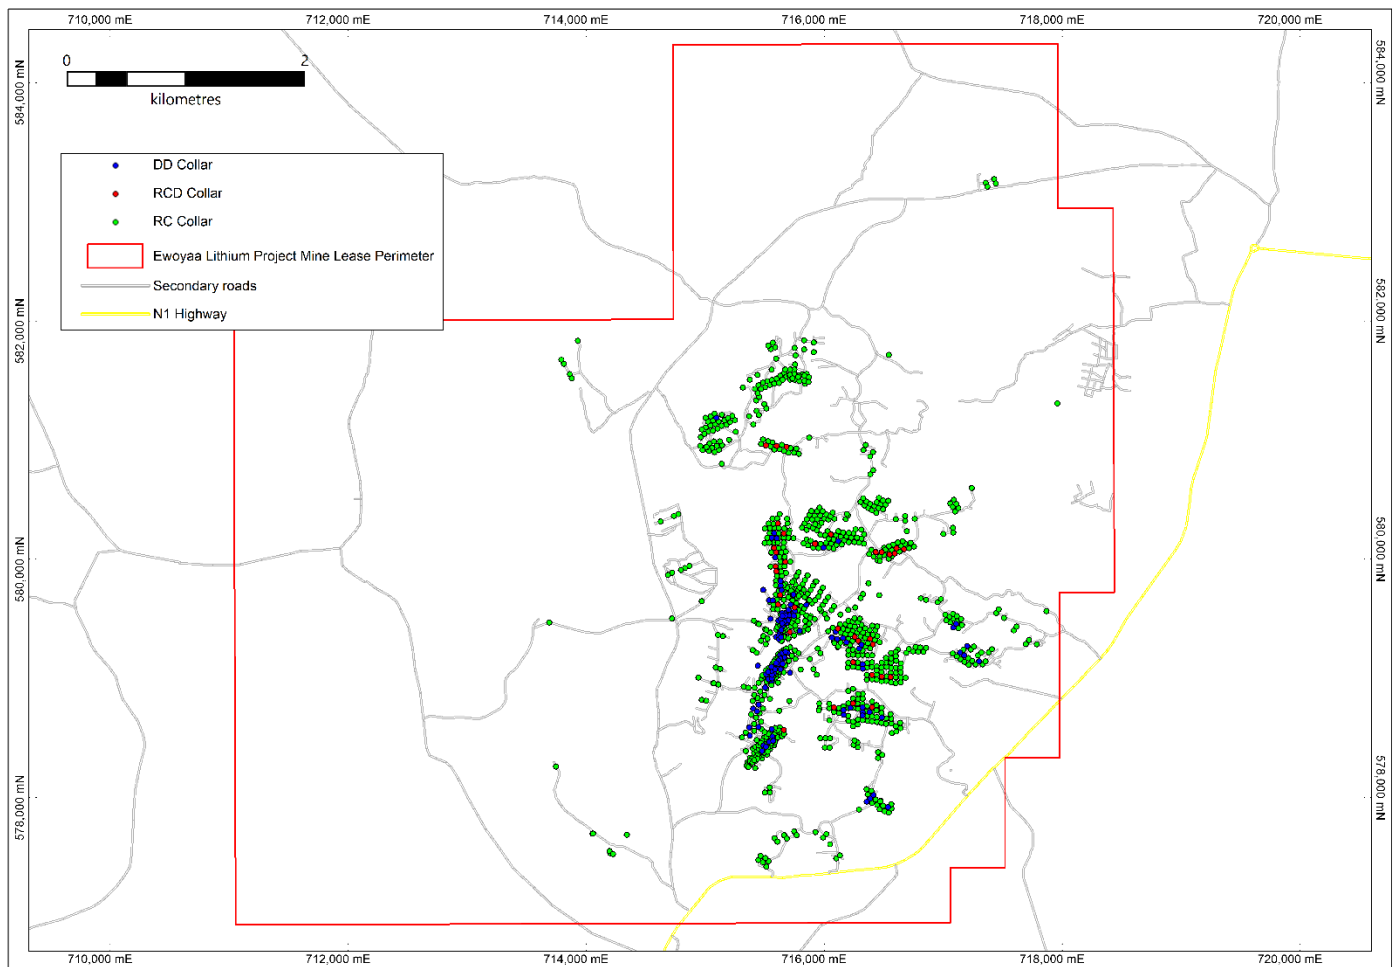 710,000 mE
712,000 mE
714,000 mE
716,000 mE
718,000 mE
720,000 mE
584,000 mN
584,000 mN
0
2
kilometres
DD Collar
RCD Collar
RC Collar
Ewoyaa Lithium Project Mine Lease Perimeter
Secondary roads
N1 Highway
582,000 mN
582,000 mN
580,000 mN
580,000 mN
578,000 mN
578,000 mN
710,000 mE
712,000 mE
714,000 mE
716,000 mE
718,000 mE
720,000 mE